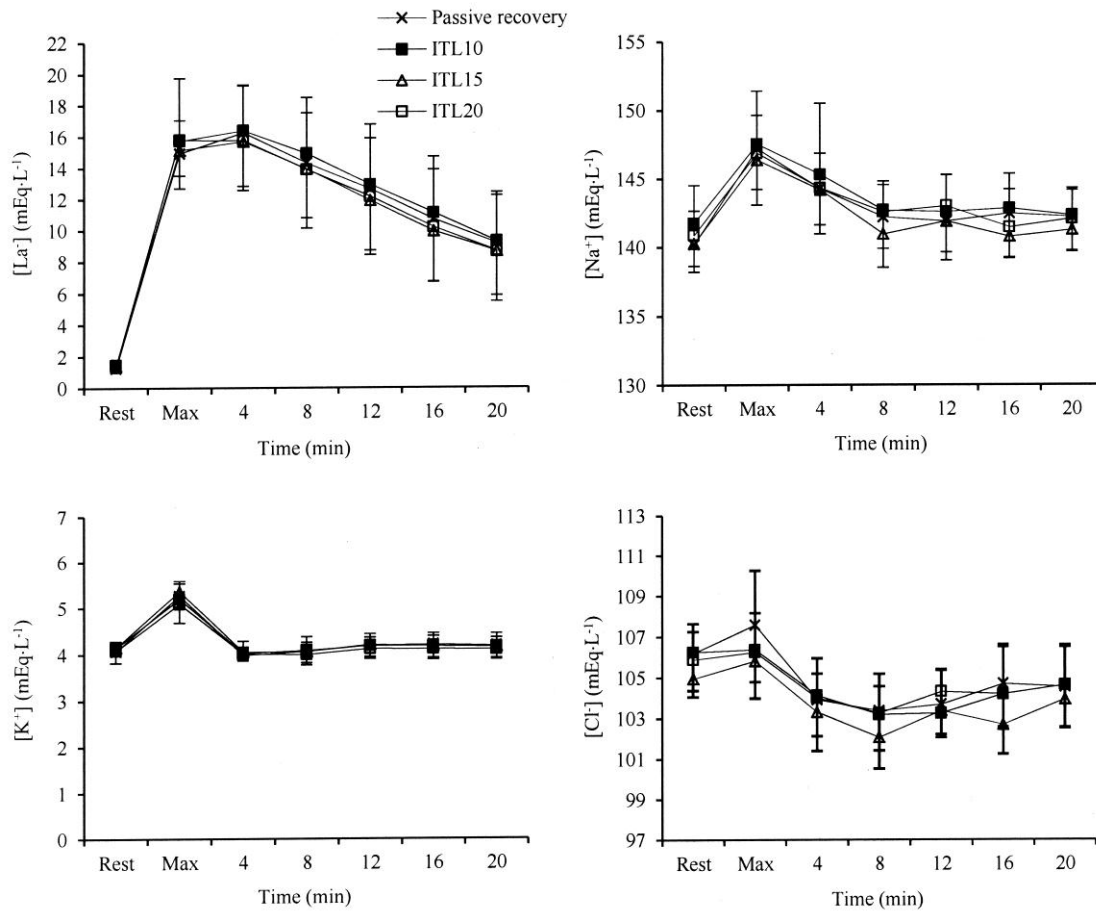 Passive recovery
ITL10
ITL15
ITL20
22
20
18
16
14
12
10
8
6
4
2
0
[La-] (mEq·L-1)
Rest Max 4 8 12 16 20
Time (min)
155
150
145
140
135
130
[Na+] (mEq·L-1)
Rest Max 4 8 12 16 20
Time (min)
7
6
5
4
3
2
1
0
[K+] (mEq·L-1)
Rest Max 4 8 12 16 20
Time (min)
113
111
109
107
105
103
101
99
97
[Cl-] (mEq·L-1)
Rest Max 4 8 12 16 20
Time (min)